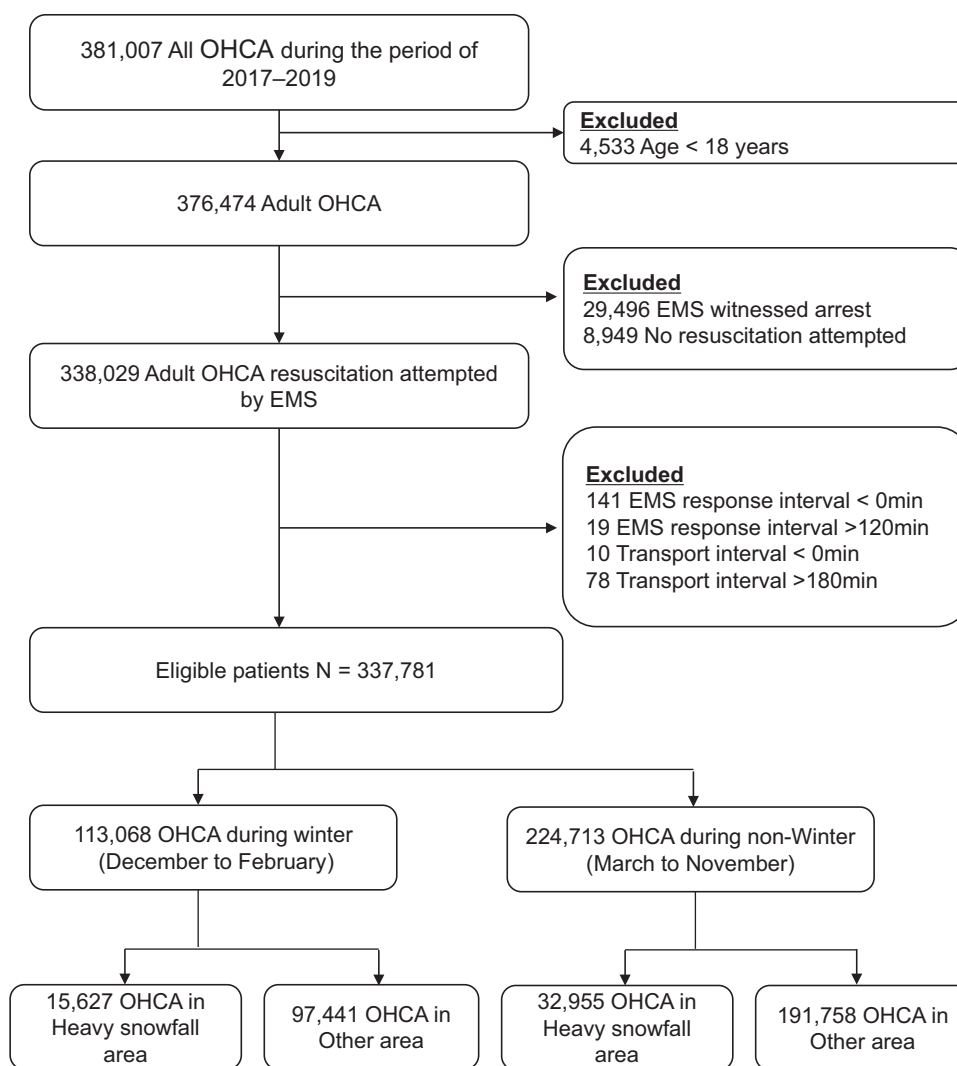 381,007 All OHCA during the period of
2017–2019
Excluded
4,533 Age < 18 years
376,474 Adult OHCA
Excluded
29,496 EMS witnessed arrest
8,949 No resuscitation attempted
338,029 Adult OHCA resuscitation attempted
by EMS
Excluded
141 EMS response interval < 0min
19 EMS response interval >120min
10 Transport interval < 0min
78 Transport interval >180min
Eligible patients N = 337,781
113,068 OHCA during winter
(December to February)
224,713 OHCA during non-Winter
(March to November)
15,627 OHCA in
Heavy snowfall
area
97,441 OHCA in
Other area
32,955 OHCA in
Heavy snowfall
area
191,758 OHCA in
Other area